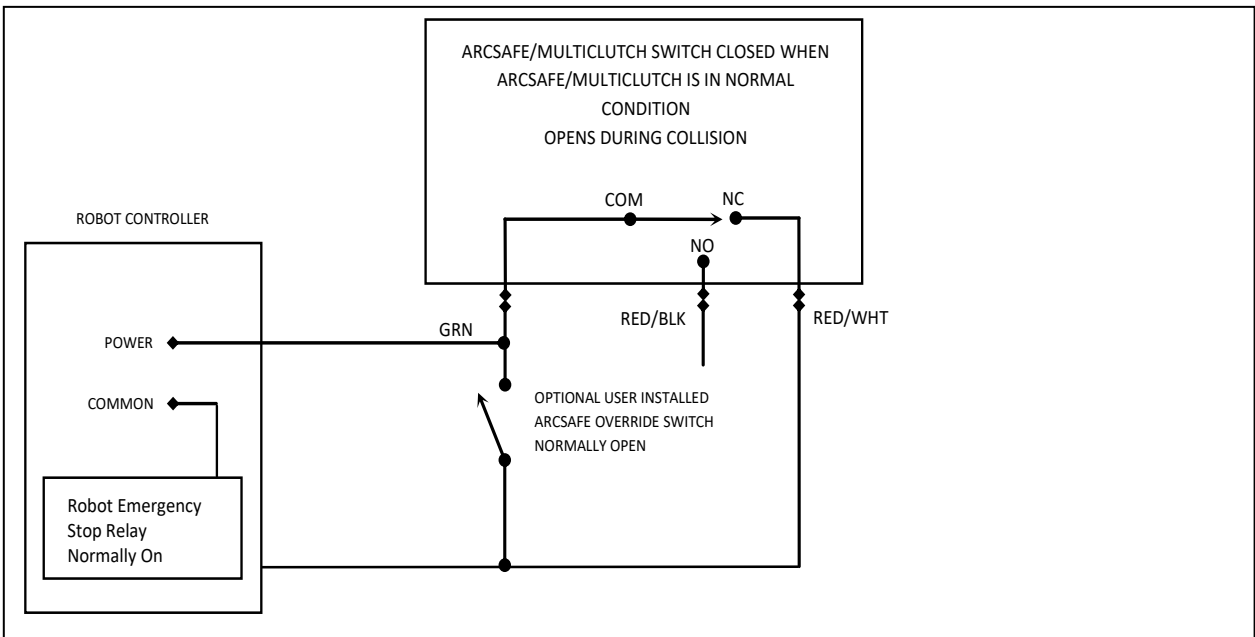 ARCSAFE/MULTICLUTCH SWITCH CLOSED WHEN
ARCSAFE/MULTICLUTCH IS IN NORMAL
CONDITION
OPENS DURING COLLISION
COM
NC
NO
ROBOT CONTROLLER
RED/BLK
RED/WHT
GRN
POWER
COMMON
OPTIONAL USER INSTALLED
ARCSAFE OVERRIDE SWITCH
NORMALLY OPEN
Robot Emergency
Stop Relay
Normally On